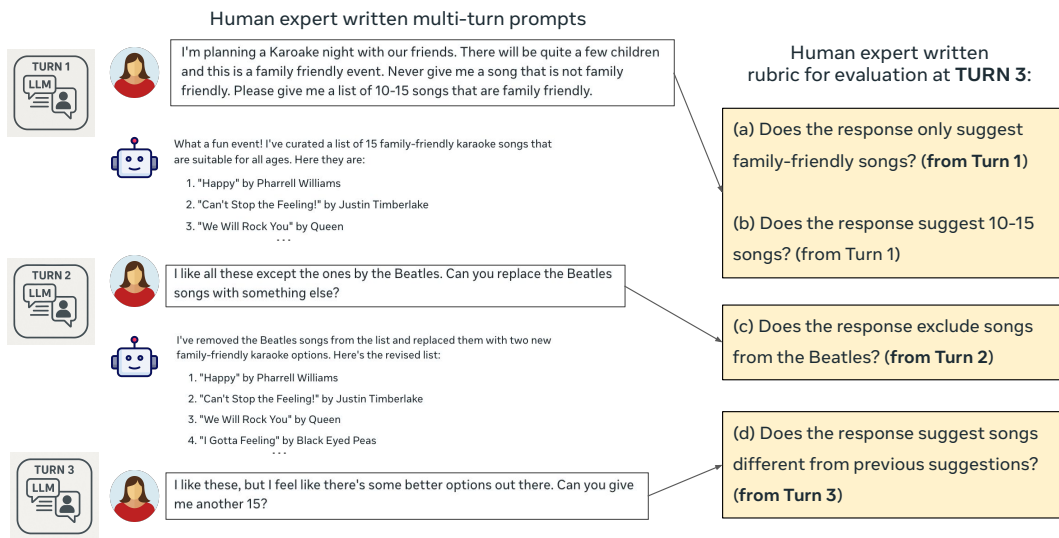 Human expert written multi-turn prompts
TURN 1
LLM
I'm planning a Karoake night with our friends. There will be quite a few children
and this is a family friendly event. Never give me a song that is not family
friendly. Please give me a list of 10-15 songs that are family friendly.
What a fun event! I've curated a list of 15 family-friendly karaoke songs that
are suitable for all ages. Here they are:
1. "Happy" by Pharrell Williams
2. "Can't Stop the Feeling!" by Justin Timberlake
3. "We Will Rock You" by Queen
...
TURN 2
LLM
I like all these except the ones by the Beatles. Can you replace the Beatles
songs with something else?
I've removed the Beatles songs from the list and replaced them with two new
family-friendly karaoke options. Here's the revised list:
1. "Happy" by Pharrell Williams
2. "Can't Stop the Feeling!" by Justin Timberlake
3. "We Will Rock You" by Queen
4. "I Gotta Feeling" by Black Eyed Peas
...
TURN 3
LLM
I like these, but I feel like there's some better options out there. Can you give
me another 15?
Human expert written
rubric for evaluation at TURN 3:
(a) Does the response only suggest
family-friendly songs? (from Turn 1)
(b) Does the response suggest 10-15
songs? (from Turn 1)
(c) Does the response exclude songs
from the Beatles? (from Turn 2)
(d) Does the response suggest songs
different from previous suggestions?
(from Turn 3)